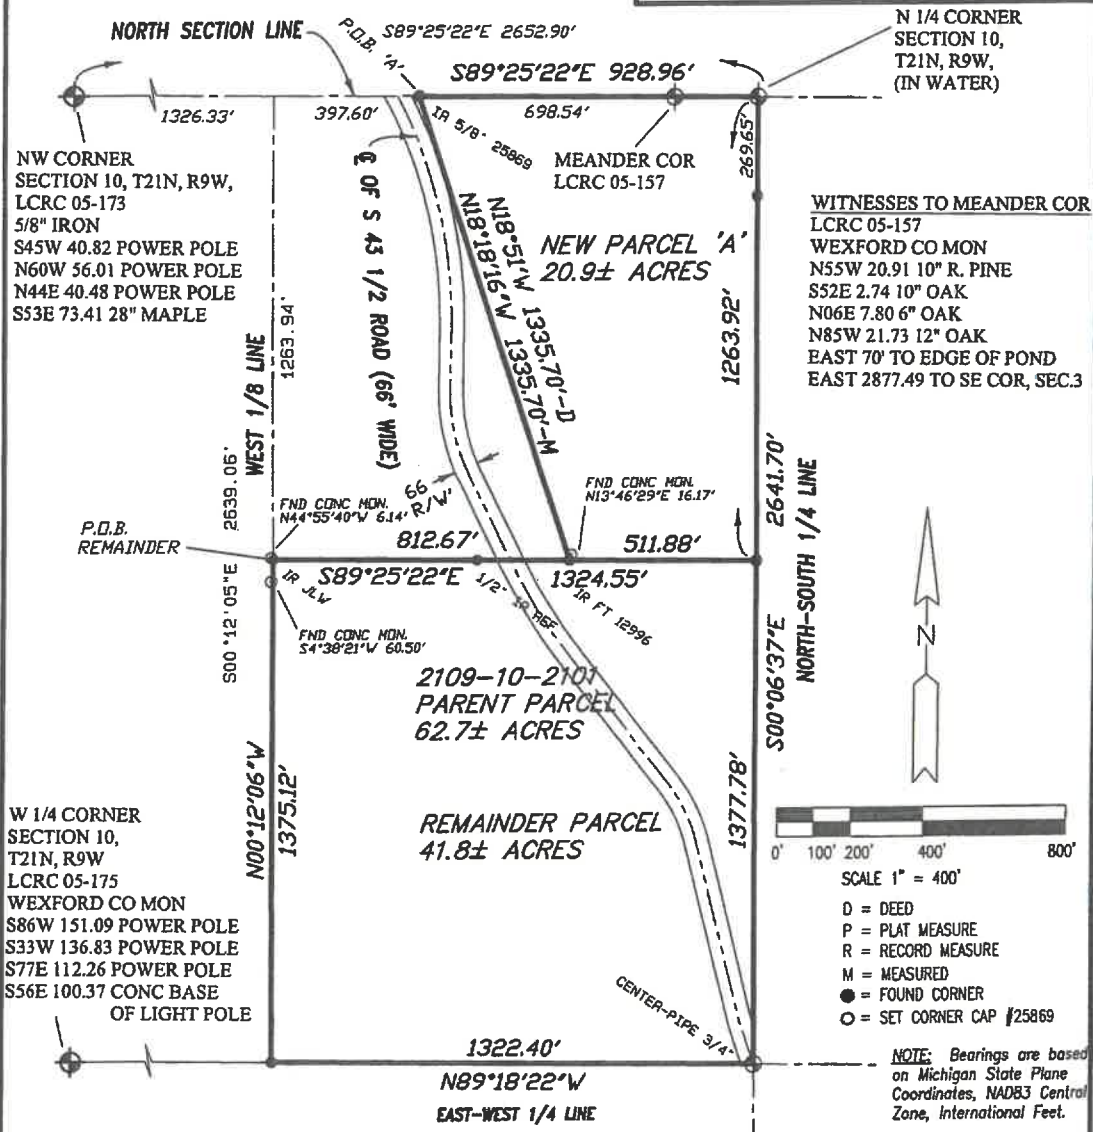 NORTH SECTION LINE
P.O.B. 'A'
S89°25'22"E 2652.90'
N 1/4 CORNER
SECTION 10,
T21N, R9W,
(IN WATER)
S89°25'22"E 928.96'
1326.33'
397.60'
698.54'
269.65'
IR 5/8" 25869
MEANDER COR
LCRC 05-157
NW CORNER
SECTION 10, T21N, R9W,
LCRC 05-173
5/8" IRON
S45W 40.82 POWER POLE
N60W 56.01 POWER POLE
N44E 40.48 POWER POLE
S53E 73.41 28" MAPLE
℄ OF S 43 1/2 ROAD (66' WIDE)
N18°51'W 1335.70'-D
N18°18'16"W 1335.70'-M
NEW PARCEL 'A'
20.9± ACRES
WITNESSES TO MEANDER COR
LCRC 05-157
WEXFORD CO MON
N55W 20.91 10" R. PINE
S52E 2.74 10" OAK
N06E 7.80 6" OAK
N85W 21.73 12" OAK
EAST 70' TO EDGE OF POND
EAST 2877.49 TO SE COR, SEC.3
WEST 1/8 LINE
1263.94'
1263.92'
S00°12'05"E 2639.06'
S00°06'37"E 2641.70'
NORTH-SOUTH 1/4 LINE
66'
R/W
FND CONC MON.
N44°55'40"W 6.14'
FND CONC MON.
N13°46'29"E 16.17'
P.O.B.
REMAINDER
812.67'
511.88'
S89°25'22"E
1324.55'
IR JLW
1/2" IR REF
IR FT 12996
FND CONC MON.
S4°38'21"W 60.50'
N
2109-10-2101
PARENT PARCEL
62.7± ACRES
N00°12'06"W
1375.12'
1377.78'
REMAINDER PARCEL
41.8± ACRES
W 1/4 CORNER
SECTION 10,
T21N, R9W
LCRC 05-175
WEXFORD CO MON
S86W 151.09 POWER POLE
S33W 136.83 POWER POLE
S77E 112.26 POWER POLE
S56E 100.37 CONC BASE
OF LIGHT POLE
0' 100' 200' 400' 800'
SCALE 1" = 400'
D = DEED
P = PLAT MEASURE
R = RECORD MEASURE
M = MEASURED
● = FOUND CORNER
○ = SET CORNER CAP #25869
CENTER-PIPE 3/4"
1322.40'
N89°18'22"W
EAST-WEST 1/4 LINE
NOTE: Bearings are based
on Michigan State Plane
Coordinates, NAD83 Central
Zone, International Feet.